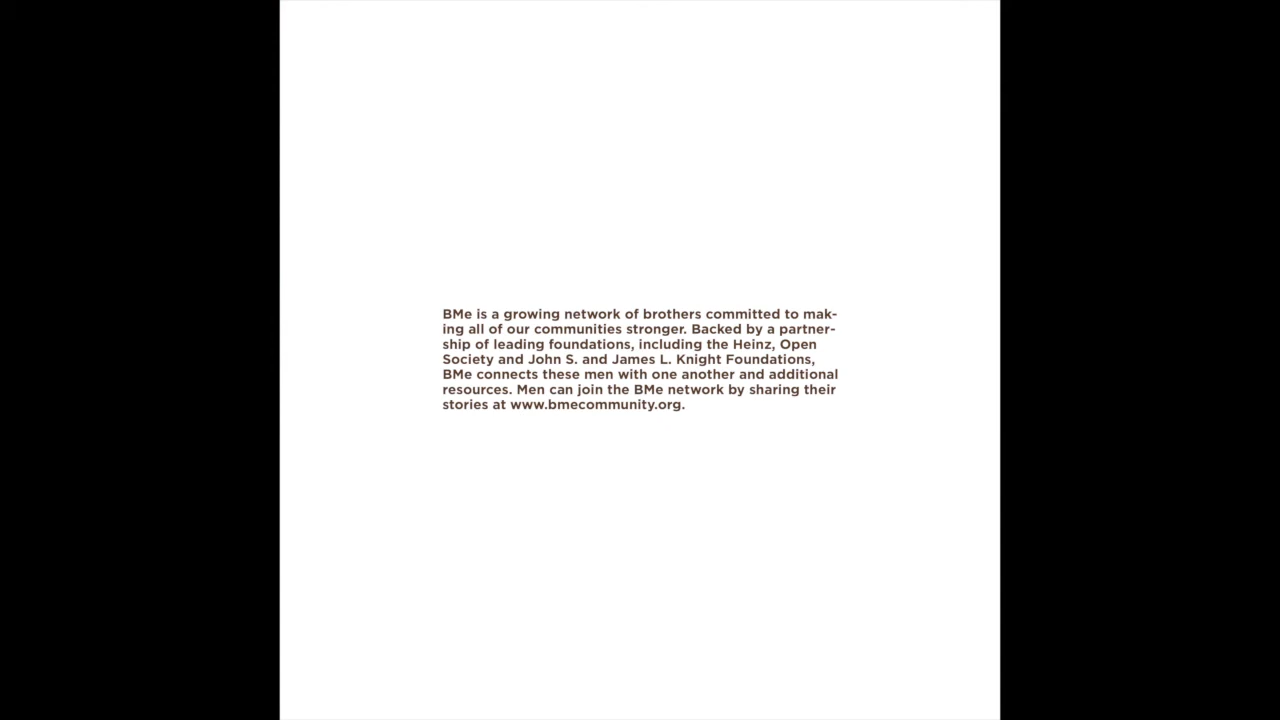 BMe is a growing network of brothers committed to mak-
ing all of our communities stronger. Backed by a partner-
ship of leading foundations, including the Heinz, Open
Society and John S. and James L. Knight Foundations,
BMe connects these men with one another and additional
resources. Men can join the BMe network by sharing their
stories at www.bmecommunity.org.